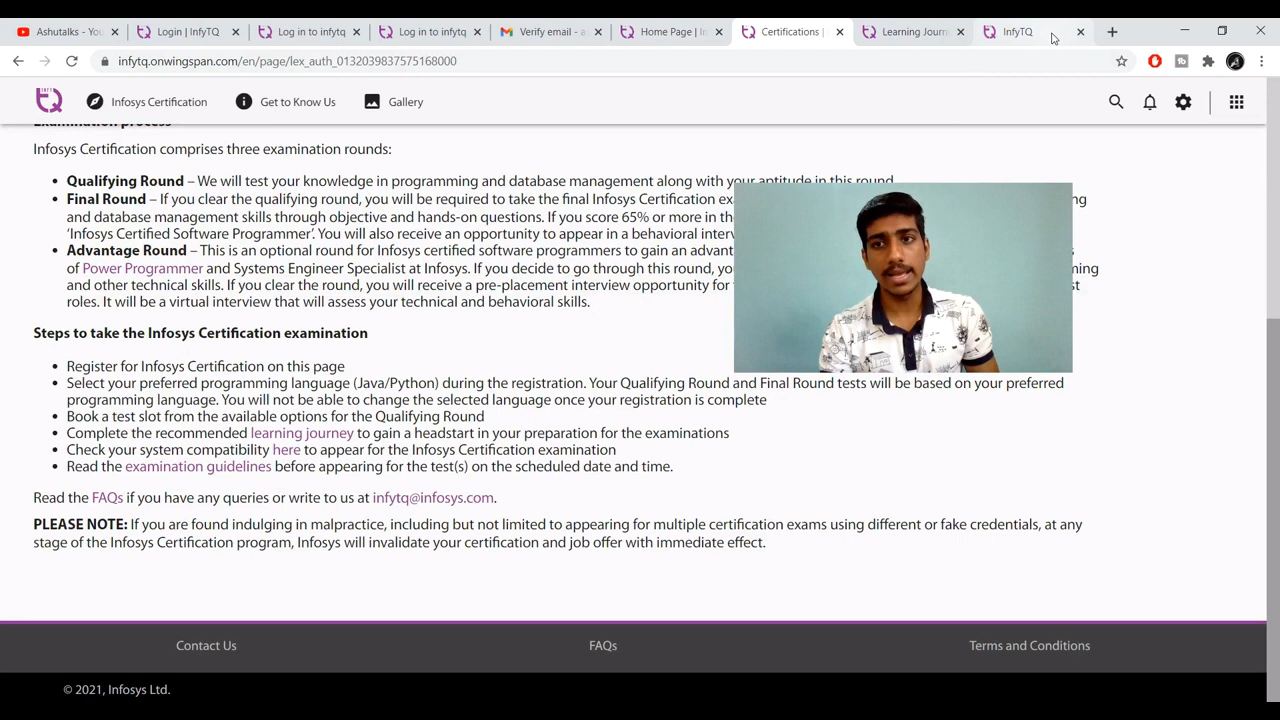 Ashutalks - You
Login | InfyTQ
Log in to infytq
Log in to infytq
Verify email - a
Home Page | In
Certifications |
Learning Journ
InfyTQ
infytq.onwingspan.com/en/page/lex_auth_0132039837575168000
Infosys Certification
Get to Know Us
Gallery
Examination process
Infosys Certification comprises three examination rounds:
• Qualifying Round – We will test your knowledge in programming and database management along with your aptitude in this round.
• Final Round – If you clear the qualifying round, you will be required to take the final Infosys Certification
and database management skills through objective and hands-on questions. If you score 65% or more in the
'Infosys Certified Software Programmer'. You will also receive an opportunity to appear in a behavioral
• Advantage Round – This is an optional round for Infosys certified software programmers to gain an
of Power Programmer and Systems Engineer Specialist at Infosys. If you decide to go through this round,
and other technical skills. If you clear the round, you will receive a pre-placement interview opportunity for
roles. It will be a virtual interview that will assess your technical and behavioral skills.
Steps to take the Infosys Certification examination
• Register for Infosys Certification on this page
• Select your preferred programming language (Java/Python) during the registration. Your Qualifying Round and Final Round tests will be based on your preferred
programming language. You will not be able to change the selected language once your registration is complete
• Book a test slot from the available options for the Qualifying Round
• Complete the recommended learning journey to gain a headstart in your preparation for the examinations
• Check your system compatibility here to appear for the Infosys Certification examination
• Read the examination guidelines before appearing for the test(s) on the scheduled date and time.
Read the FAQs if you have any queries or write to us at infytq@infosys.com.
PLEASE NOTE: If you are found indulging in malpractice, including but not limited to appearing for multiple certification exams using different or fake credentials, at any
stage of the Infosys Certification program, Infosys will invalidate your certification and job offer with immediate effect.
Contact Us
FAQs
Terms and Conditions
© 2021, Infosys Ltd.